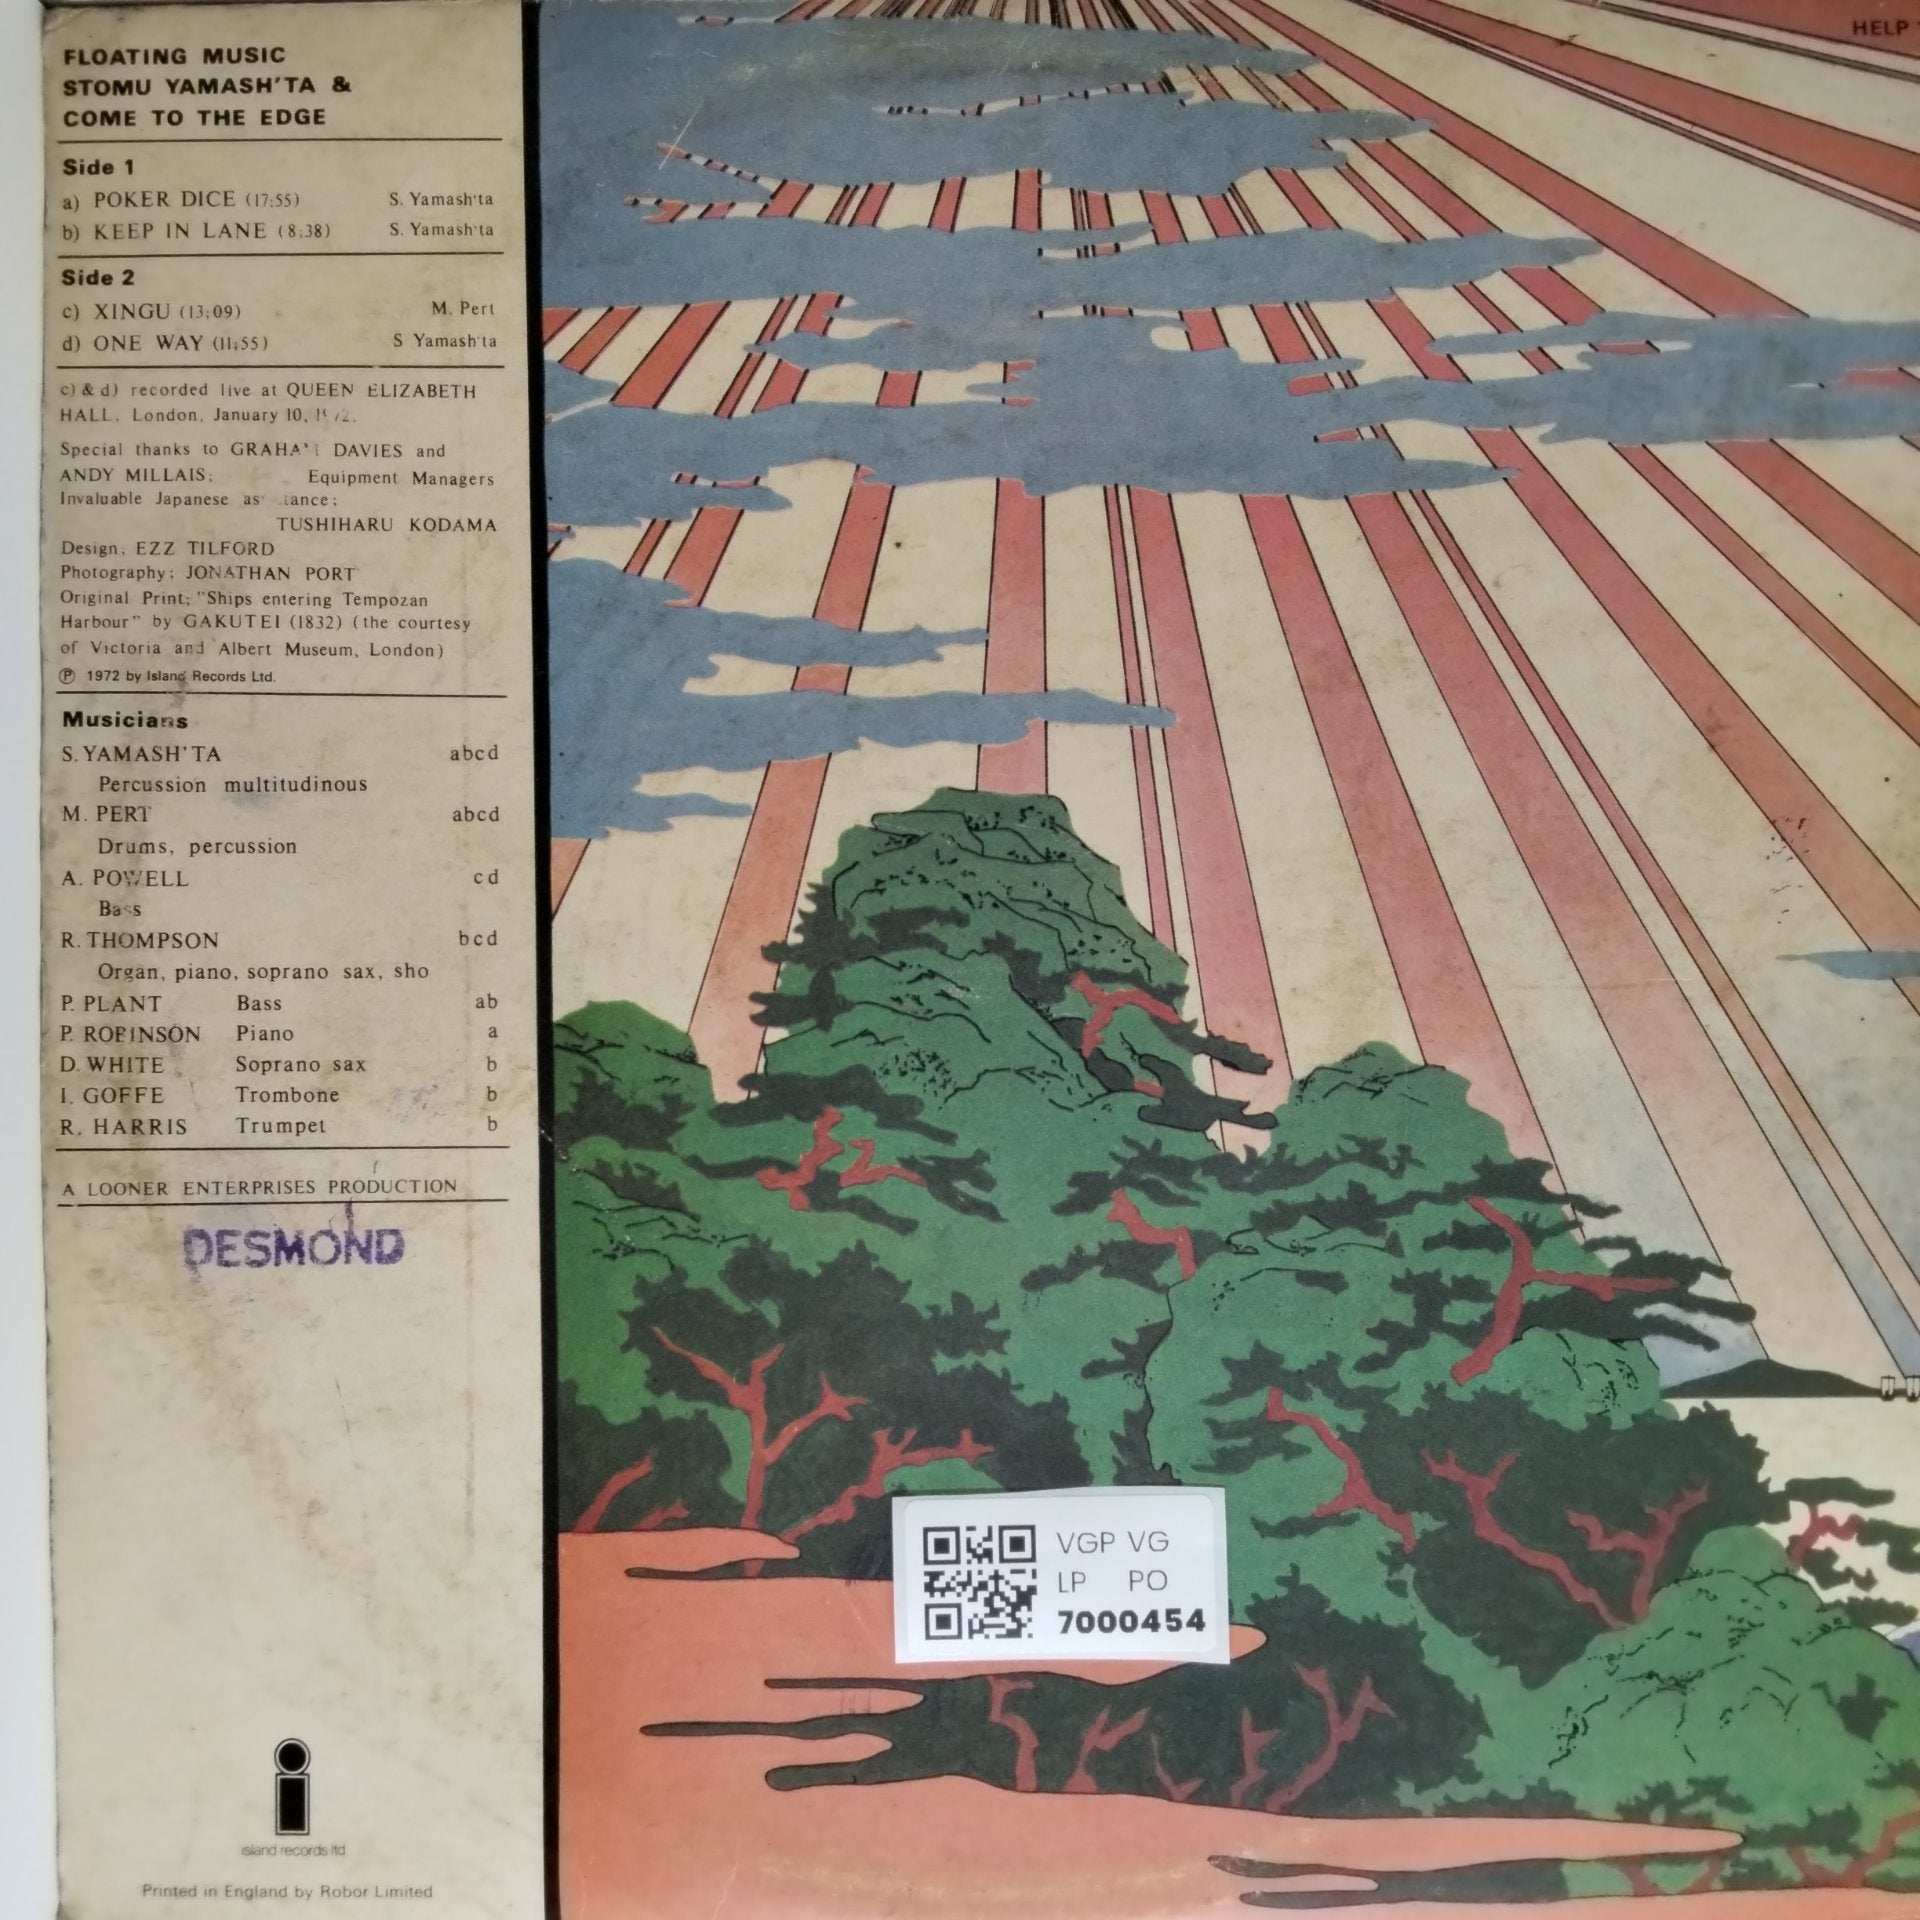 FLOATING MUSIC
STOMU YAMASH'TA &
COME TO THE EDGE
Side 1
a) POKER DICE (17:55) S. Yamash'ta
b) KEEP IN LANE (8:38) S. Yamash'ta
Side 2
c) XINGU (13:09) M. Pert
d) ONE WAY (11:55) S Yamash'ta
c) & d) recorded live at QUEEN ELIZABETH
HALL, London, January 10, 1972.
Special thanks to GRAHAM DAVIES and
ANDY MILLAIS; Equipment Managers
Invaluable Japanese assistance;
TUSHIHARU KODAMA
Design; EZZ TILFORD
Photography; JONATHAN PORT
Original Print; "Ships entering Tempozan
Harbour" by GAKUTEI (1832) (the courtesy
of Victoria and Albert Museum, London)
Ⓟ 1972 by Island Records Ltd.
Musicians
S. YAMASH'TA abcd
Percussion multitudinous
M. PERT abcd
Drums, percussion
A. POWELL cd
Bass
R. THOMPSON bcd
Organ, piano, soprano sax, sho
P. PLANT Bass ab
P. ROBINSON Piano a
D. WHITE Soprano sax b
I. GOFFE Trombone b
R. HARRIS Trumpet b
A LOONER ENTERPRISES PRODUCTION
DESMOND
island records ltd
Printed in England by Robor Limited
HELP
VGP VG
LP PO
7000454